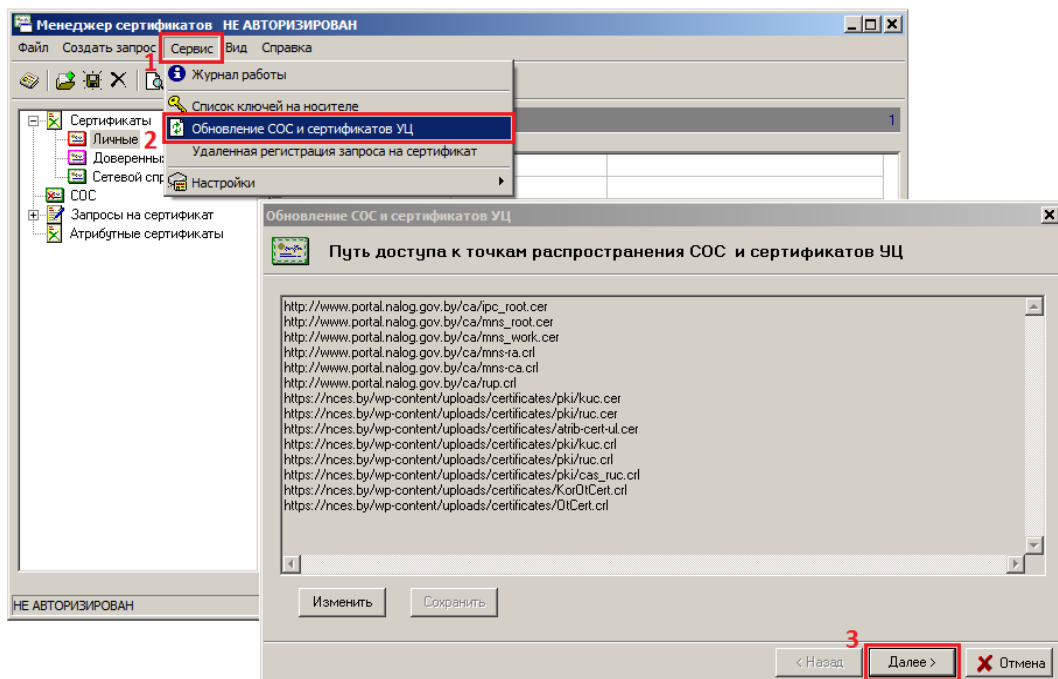 Менеджер сертификатов НЕ АВТОРИЗИРОВАН
Файл Создать запрос Сервис Вид Справка
1
Журнал работы
Список ключей на носителе
Обновление СОС и сертификатов УЦ
Удаленная регистрация запроса на сертификат
Настройки
1
Сертификаты
Личные 2
Доверенных
Сетевой спр
СОС
Запросы на сертификат
Атрибутные сертификаты
НЕ АВТОРИЗИРОВАН
Обновление СОС и сертификатов УЦ
Путь доступа к точкам распространения СОС и сертификатов УЦ
http://www.portal.nalog.gov.by/ca/ipc_root.cer
http://www.portal.nalog.gov.by/ca/mns_root.cer
http://www.portal.nalog.gov.by/ca/mns_work.cer
http://www.portal.nalog.gov.by/ca/mns-ra.crl
http://www.portal.nalog.gov.by/ca/mns-ca.crl
http://www.portal.nalog.gov.by/ca/rup.crl
https://nces.by/wp-content/uploads/certificates/pki/kuc.cer
https://nces.by/wp-content/uploads/certificates/pki/ruc.cer
https://nces.by/wp-content/uploads/certificates/atrib-cert-ul.cer
https://nces.by/wp-content/uploads/certificates/pki/kuc.crl
https://nces.by/wp-content/uploads/certificates/pki/ruc.crl
https://nces.by/wp-content/uploads/certificates/pki/cas_ruc.crl
https://nces.by/wp-content/uploads/certificates/KorOtCert.crl
https://nces.by/wp-content/uploads/certificates/OtCert.crl
Изменить Сохранить
3
< Назад Далее > Отмена